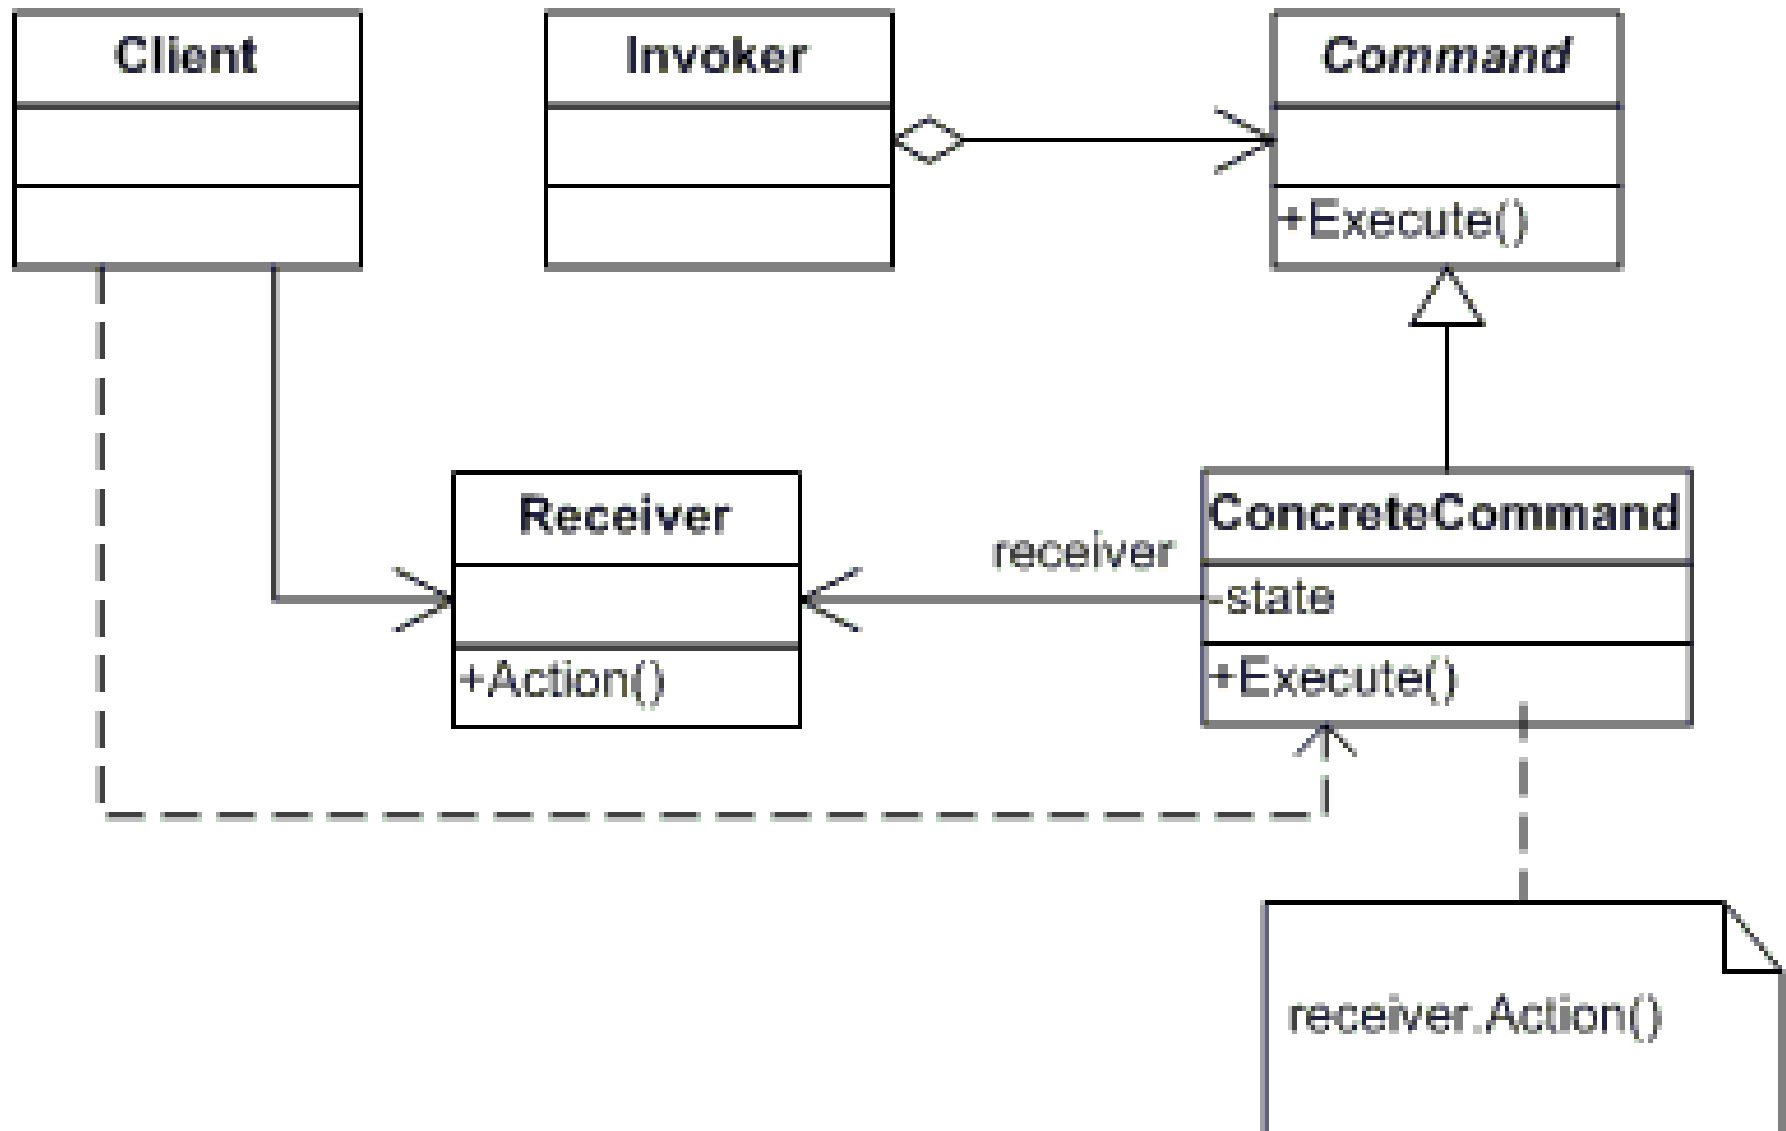 Client
Invoker
Command
+Execute()
Receiver
+Action()
receiver
ConcreteCommand
-state
+Execute()
receiver.Action()